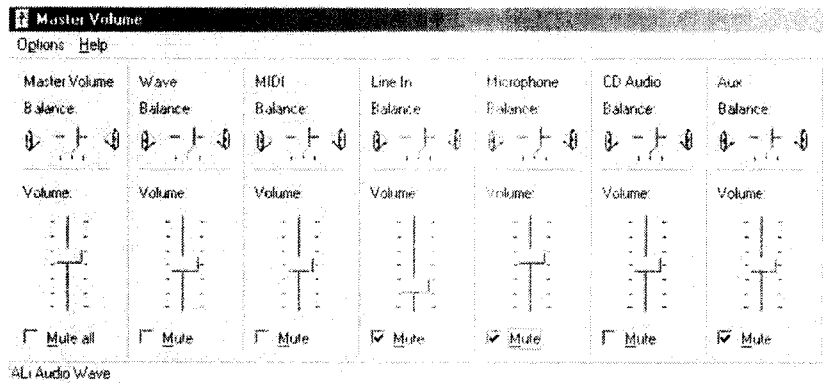 Master Volume
Options Help
Master Volume Wave MIDI Line In Microphone CD Audio Aux
Balance: Balance: Balance: Balance Balance: Balance: Balance:
Volume: Volume: Volume: Volume: Volume: Volume: Volume:
Mute all Mute Mute Mute Mute Mute Mute
ALi Audio Wave